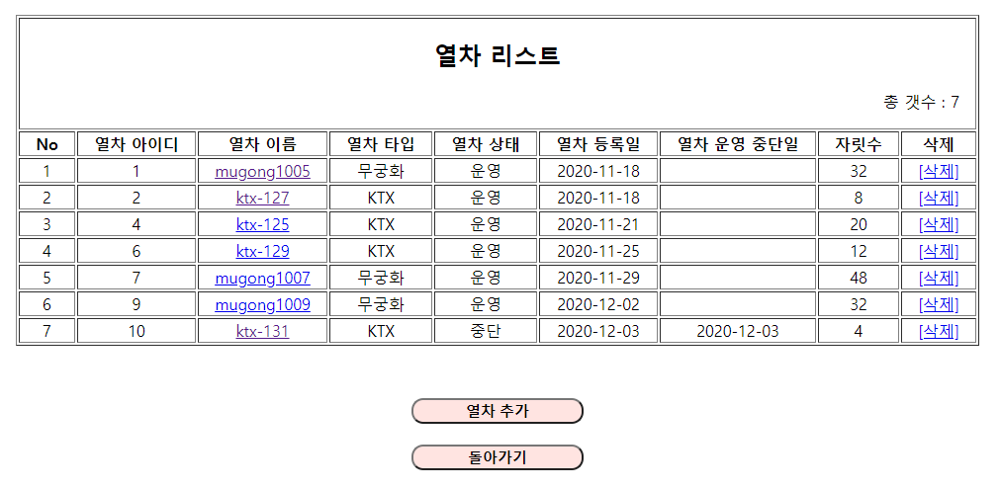 열차 리스트
총 갯수 : 7
No 열차 아이디 열차 이름 열차 타입 열차 상태 열차 등록일 열차 운영 중단일 자릿수 삭제
1 1 mugong1005 무궁화 운영 2020-11-18 32 [삭제]
2 2 ktx-127 KTX 운영 2020-11-18 8 [삭제]
3 4 ktx-125 KTX 운영 2020-11-21 20 [삭제]
4 6 ktx-129 KTX 운영 2020-11-25 12 [삭제]
5 7 mugong1007 무궁화 운영 2020-11-29 48 [삭제]
6 9 mugong1009 무궁화 운영 2020-12-02 32 [삭제]
7 10 ktx-131 KTX 중단 2020-12-03 2020-12-03 4 [삭제]
열차 추가
돌아가기